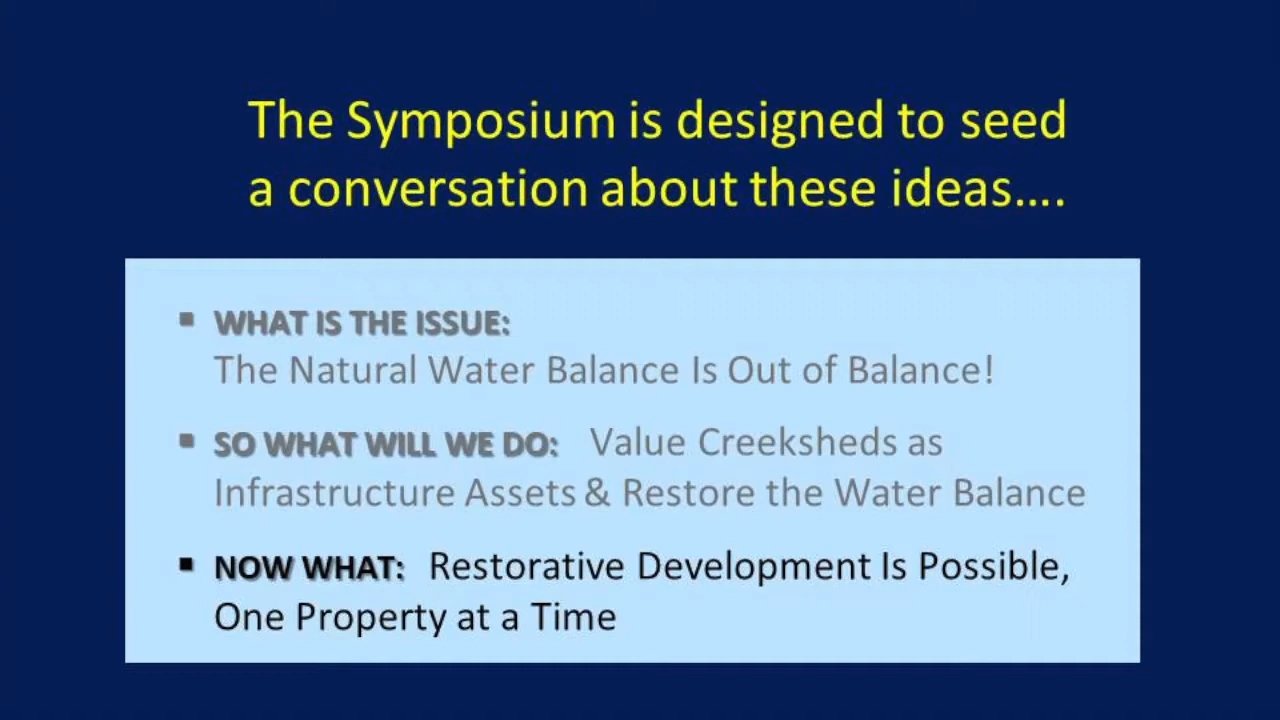 The Symposium is designed to seed
a conversation about these ideas....
▪ WHAT IS THE ISSUE:
The Natural Water Balance Is Out of Balance!
▪ SO WHAT WILL WE DO: Value Creeksheds as
Infrastructure Assets & Restore the Water Balance
▪ NOW WHAT: Restorative Development Is Possible,
One Property at a Time